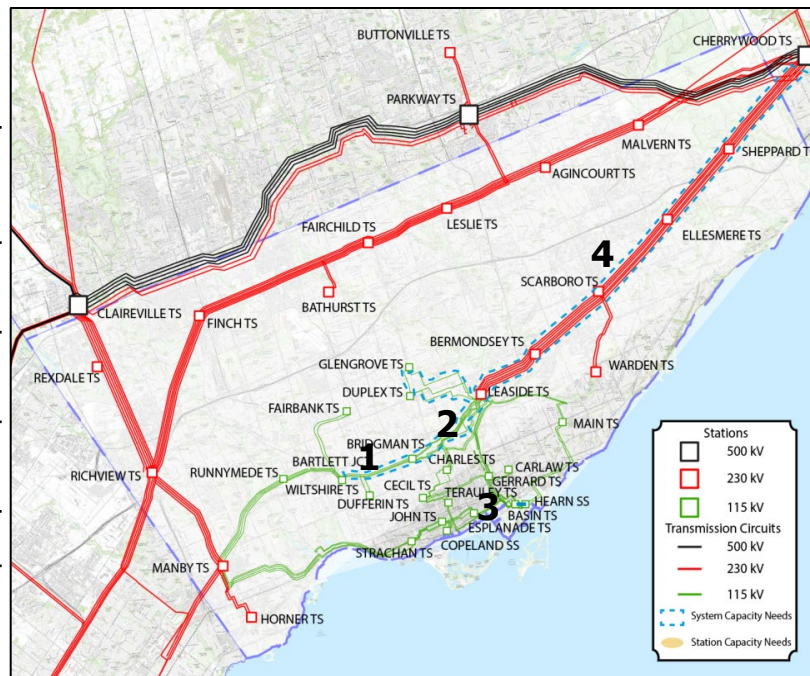 BUTTONVILLE TS
CHERRYWOOD TS
PARKWAY TS
MALVERN TS
SHEPPARD T
AGINCOURT TS
LESLIE TS
ELLESMERE TS
FAIRCHILD TS
4
SCARBORO TS
BATHURST TS
CLAIREVILLE TS
FINCH TS
BERMONDSEY TS
WARDEN TS
REXDALE TS
GLENGROVE TS
DUPLEX TS
LEASIDE TS
FAIRBANK TS
2
MAIN TS
BRIDGMAN TS
1
BARTLETT JCT
CHARLES TS
CARLAW TS
RICHVIEW TS
RUNNYMEDE TS
WILTSHIRE TS
CECIL TS
GERRARD TS
DUFFERIN TS
TERAULEY TS
3
HEARN SS
BASIN TS
JOHN TS
ESPLANADE TS
STRACHAN TS
COPELAND SS
MANBY TS
HORNER TS
Stations
500 kV
230 kV
115 kV
Transmission Circuits
500 kV
230 kV
115 kV
System Capacity Needs
Station Capacity Needs